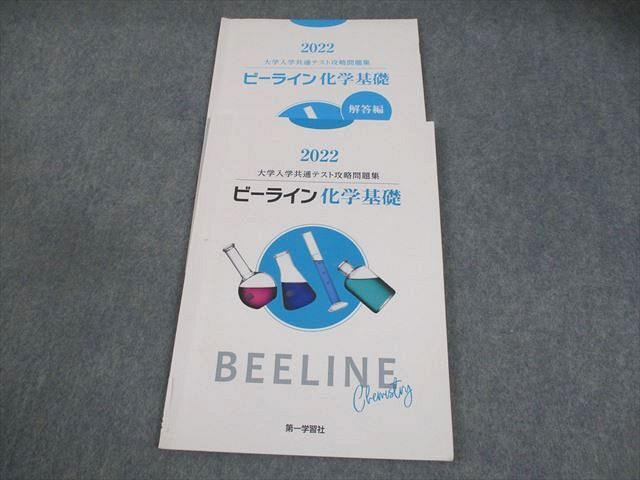 2022
大学入学共通テスト攻略問題集
ビーライン 化学基礎
解答編
2022
大学入学共通テスト攻略問題集
ビーライン 化学基礎
BEELINE
Chemistry
第一学習社